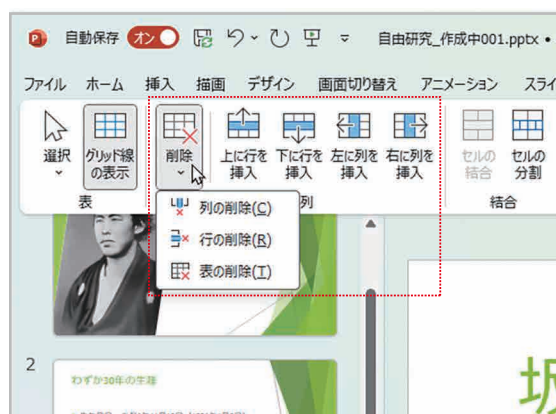 自動保存 オン 自由研究_作成中001.pptx •
ファイル ホーム 挿入 描画 デザイン 画面切り替え アニメーション スライ
選択 グリッド線の表示 削除 上に行を挿入 下に行を挿入 左に列を挿入 右に列を挿入 セルの結合 セルの分割
表 列 結合
列の削除(C)
行の削除(R)
表の削除(T)
2
わずか30年の生涯
坂